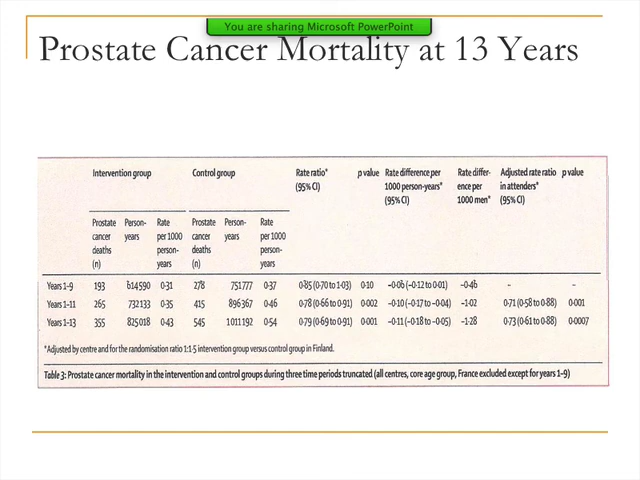 You are sharing Microsoft PowerPoint
Prostate Cancer Mortality at 13 Years
Intervention group Control group Rate ratio* p value Rate difference per Rate differ- Adjusted rate ratio p value
(95% CI) 1000 person-years* ence per in attenders*
(95% CI) 1000 men* (95% CI)
Prostate Person- Rate Prostate Person- Rate
cancer years per 1000 cancer years per 1000
deaths person- deaths person-
(n) years (n) years
Years 1–9 193 614590 0·31 278 751777 0·37 0·85 (0·70 to 1·03) 0·10 –0·06 (–0·12 to 0·01) –0·46 -- --
Years 1–11 265 732133 0·35 415 896367 0·46 0·78 (0·66 to 0·91) 0·002 –0·10 (–0·17 to –0·04) –1·02 0·71 (0·58 to 0·88) 0·001
Years 1–13 355 825018 0·43 545 1011192 0·54 0·79 (0·69 to 0·91) 0·001 –0·11 (–0·18 to –0·05) –1·28 0·73 (0·61 to 0·88) 0·0007
*Adjusted by centre and for the randomisation ratio 1:1·5 intervention group versus control group in Finland.
Table 3: Prostate cancer mortality in the intervention and control groups during three time periods truncated (all centres, core age group, France excluded except for years 1–9)